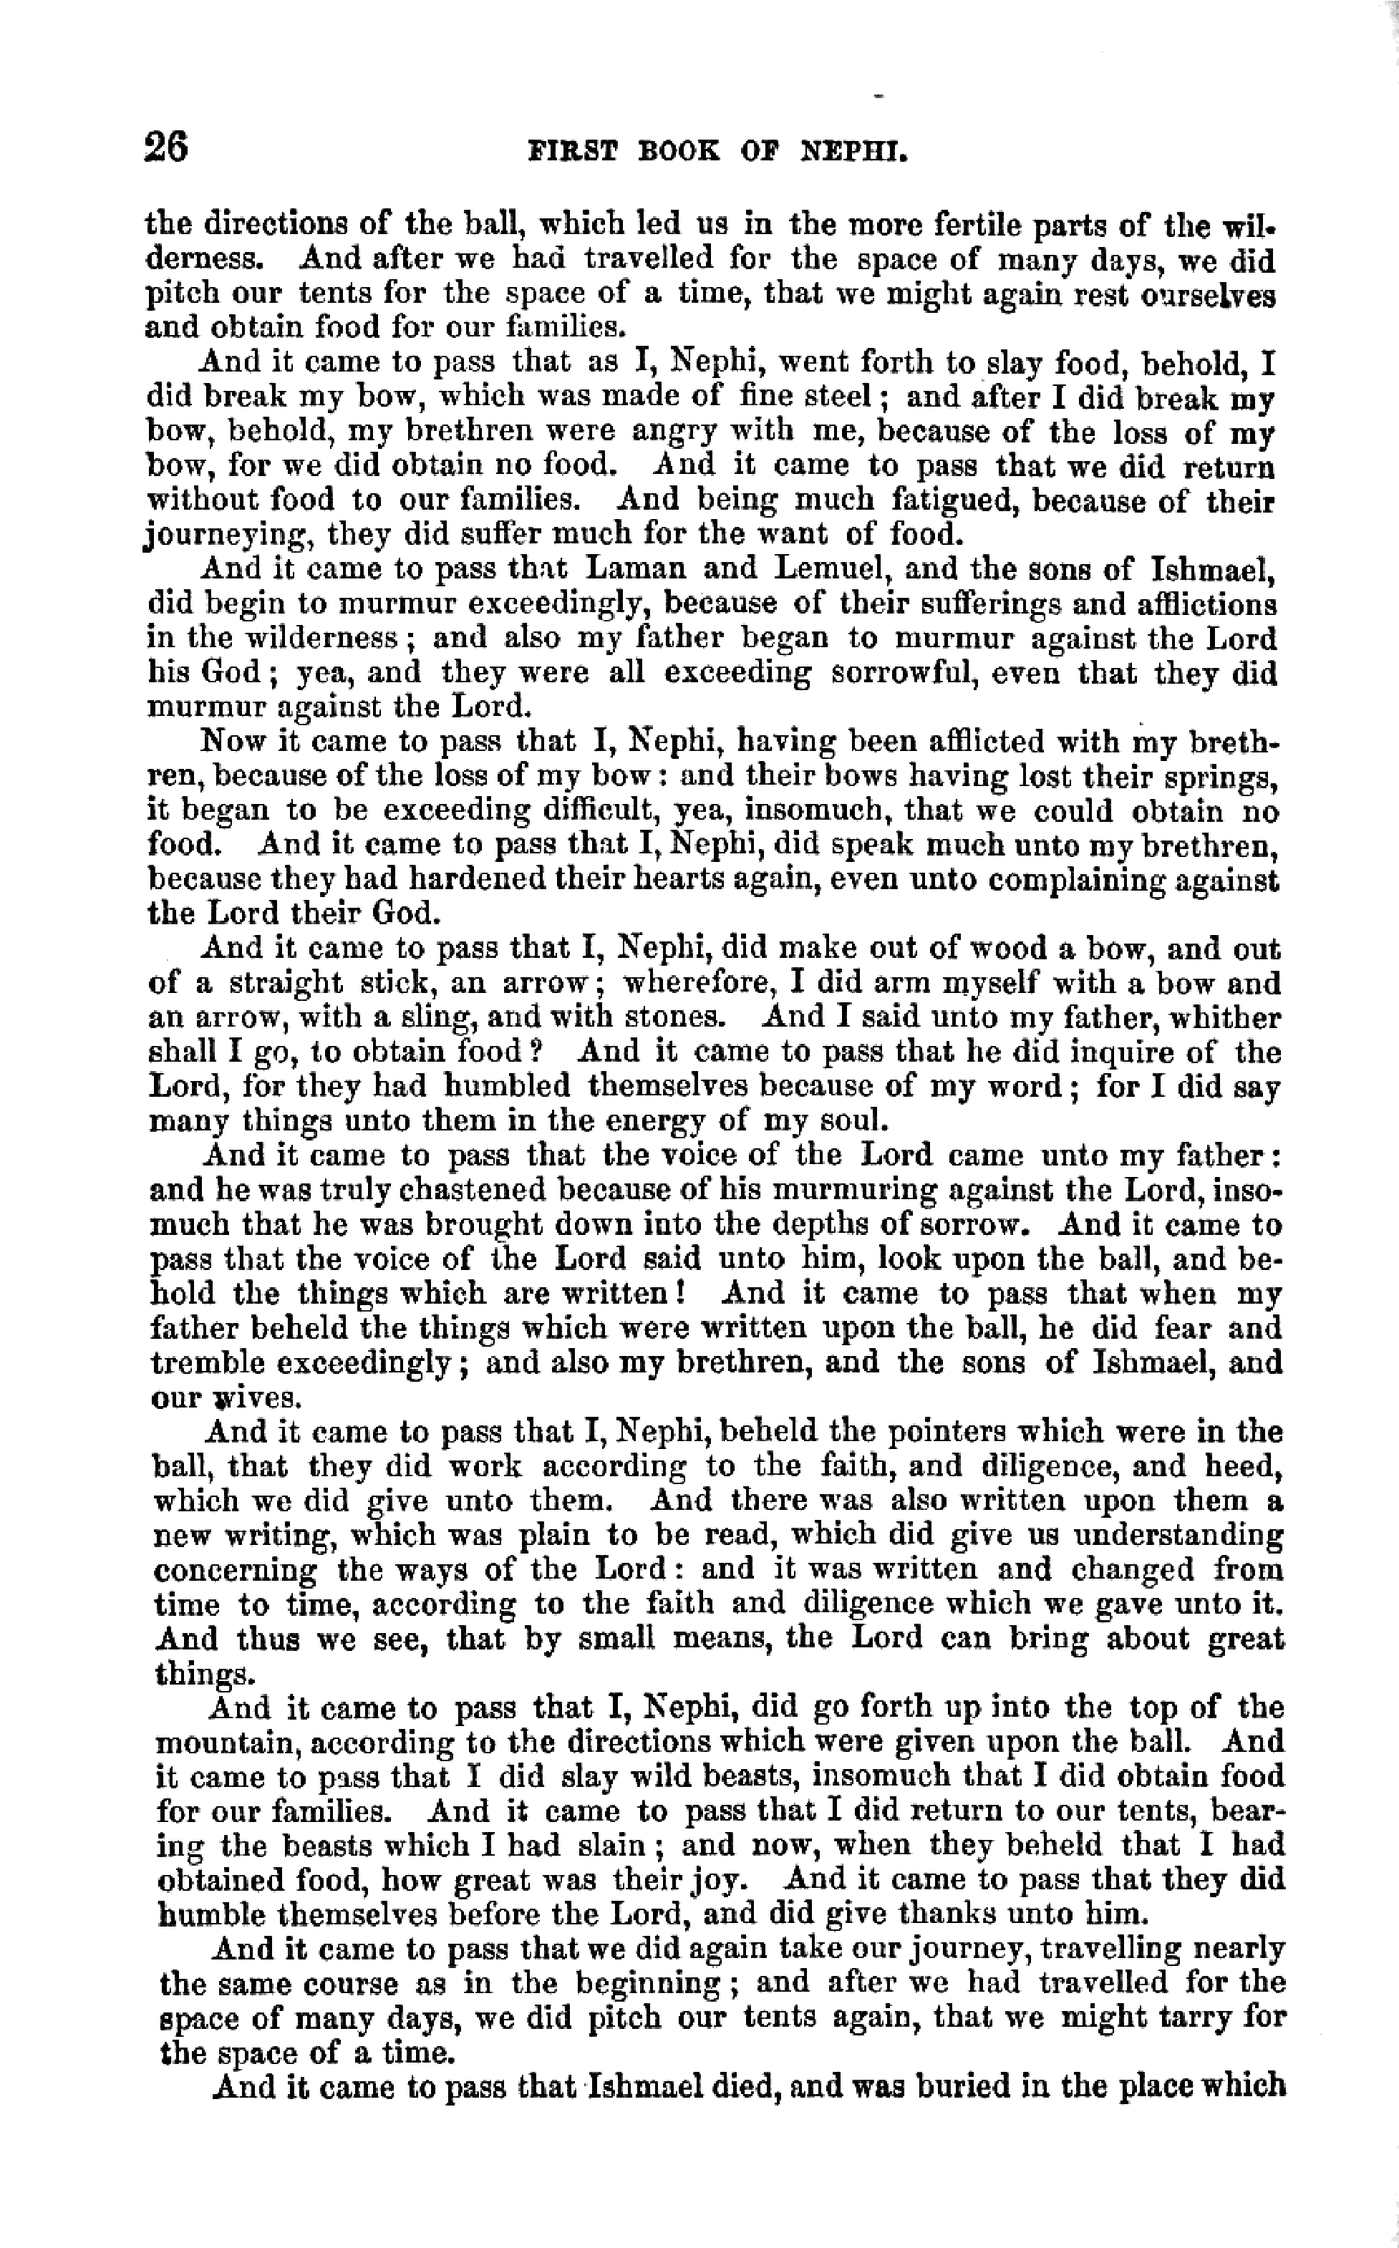 26 FIRST BOOK OF NEPHI.
the directions of the ball, which led us in the more fertile parts of the wil-
derness. And after we had travelled for the space of many days, we did
pitch our tents for the space of a time, that we might again rest ourselves
and obtain food for our families.
And it came to pass that as I, Nephi, went forth to slay food, behold, I
did break my bow, which was made of fine steel; and after I did break my
bow, behold, my brethren were angry with me, because of the loss of my
bow, for we did obtain no food. And it came to pass that we did return
without food to our families. And being much fatigued, because of their
journeying, they did suffer much for the want of food.
And it came to pass that Laman and Lemuel, and the sons of Ishmael,
did begin to murmur exceedingly, because of their sufferings and afflictions
in the wilderness; and also my father began to murmur against the Lord
his God; yea, and they were all exceeding sorrowful, even that they did
murmur against the Lord.
Now it came to pass that I, Nephi, having been afflicted with my breth-
ren, because of the loss of my bow: and their bows having lost their springs,
it began to be exceeding difficult, yea, insomuch, that we could obtain no
food. And it came to pass that I, Nephi, did speak much unto my brethren,
because they had hardened their hearts again, even unto complaining against
the Lord their God.
And it came to pass that I, Nephi, did make out of wood a bow, and out
of a straight stick, an arrow; wherefore, I did arm myself with a bow and
an arrow, with a sling, and with stones. And I said unto my father, whither
shall I go, to obtain food? And it came to pass that he did inquire of the
Lord, for they had humbled themselves because of my word; for I did say
many things unto them in the energy of my soul.
And it came to pass that the voice of the Lord came unto my father:
and he was truly chastened because of his murmuring against the Lord, inso-
much that he was brought down into the depths of sorrow. And it came to
pass that the voice of the Lord said unto him, look upon the ball, and be-
hold the things which are written! And it came to pass that when my
father beheld the things which were written upon the ball, he did fear and
tremble exceedingly; and also my brethren, and the sons of Ishmael, and
our wives.
And it came to pass that I, Nephi, beheld the pointers which were in the
ball, that they did work according to the faith, and diligence, and heed,
which we did give unto them. And there was also written upon them a
new writing, which was plain to be read, which did give us understanding
concerning the ways of the Lord: and it was written and changed from
time to time, according to the faith and diligence which we gave unto it.
And thus we see, that by small means, the Lord can bring about great
things.
And it came to pass that I, Nephi, did go forth up into the top of the
mountain, according to the directions which were given upon the ball. And
it came to pass that I did slay wild beasts, insomuch that I did obtain food
for our families. And it came to pass that I did return to our tents, bear-
ing the beasts which I had slain; and now, when they beheld that I had
obtained food, how great was their joy. And it came to pass that they did
humble themselves before the Lord, and did give thanks unto him.
And it came to pass that we did again take our journey, travelling nearly
the same course as in the beginning; and after we had travelled for the
space of many days, we did pitch our tents again, that we might tarry for
the space of a time.
And it came to pass that Ishmael died, and was buried in the place which